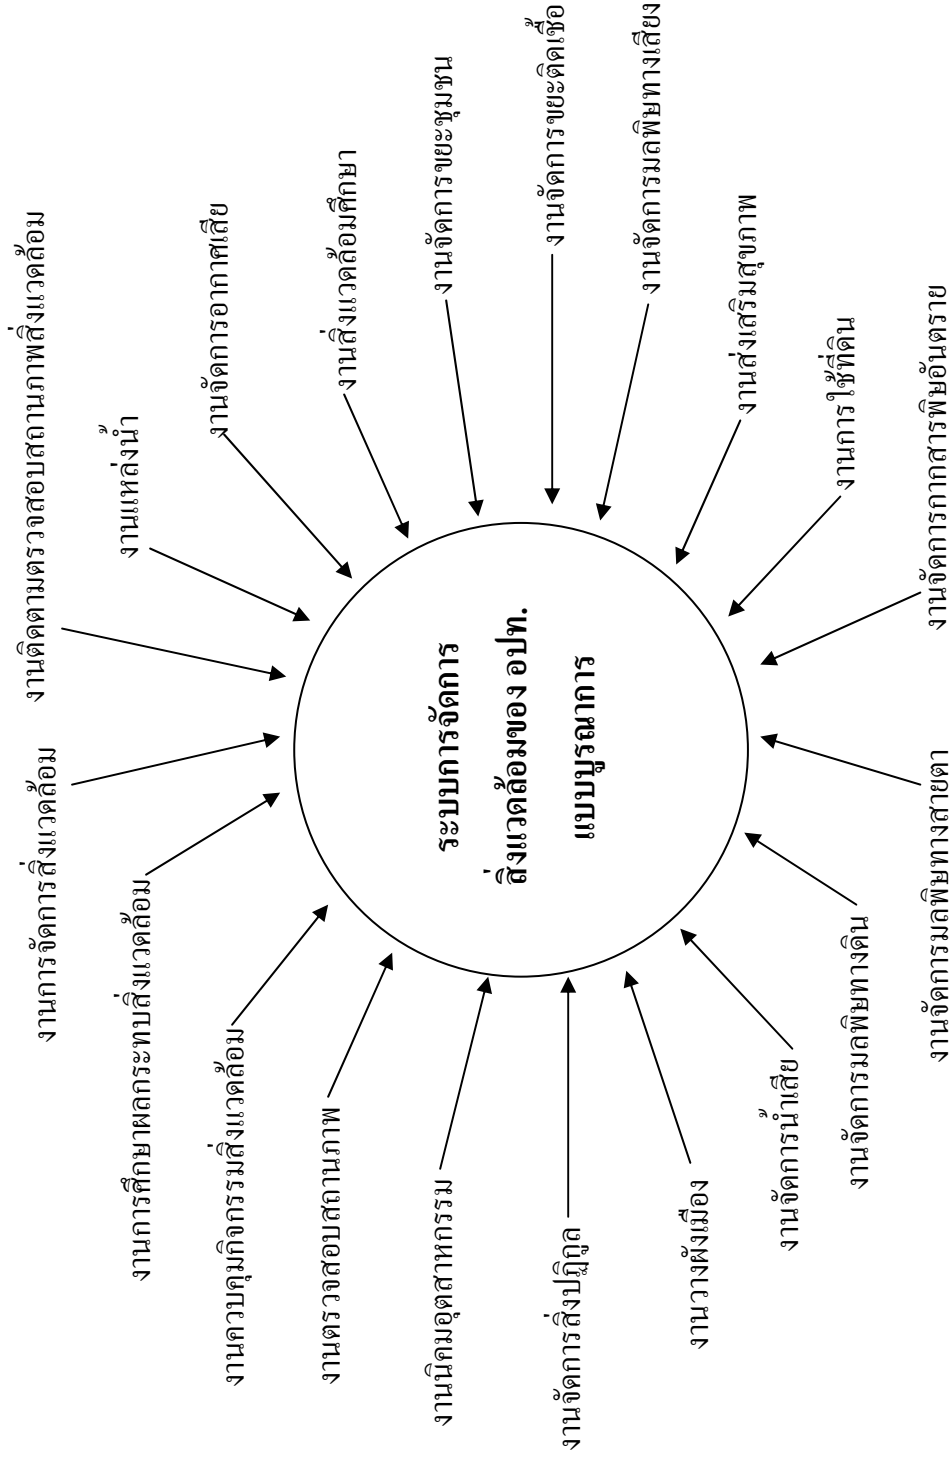 งานการจัดการสิ่งแวดล้อม
งานติดตามตรวจสอบสถานภาพสิ่งแวดล้อม
งานการศึกษาผลกระทบสิ่งแวดล้อม
งานแหล่งน้ำ
งานควบคุมกิจกรรมสิ่งแวดล้อม
งานจัดการอากาศเสีย
งานตรวจสอบสถานภาพ
งานสิ่งแวดล้อมศึกษา
งานนิคมอุตสาหกรรม
งานจัดการขยะชุมชน
ระบบการจัดการ
สิ่งแวดล้อมของ อปท.
แบบบูรณาการ
งานจัดการสิ่งปฏิกูล
งานจัดการขยะติดเชื้อ
งานวางผังเมือง
งานจัดการมลพิษทางเสียง
งานจัดการน้ำเสีย
งานส่งเสริมสุขภาพ
งานจัดการมลพิษทางดิน
งานการใช้ที่ดิน
งานจัดการมลพิษทางสายตา
งานจัดการกากสารพิษอันตราย